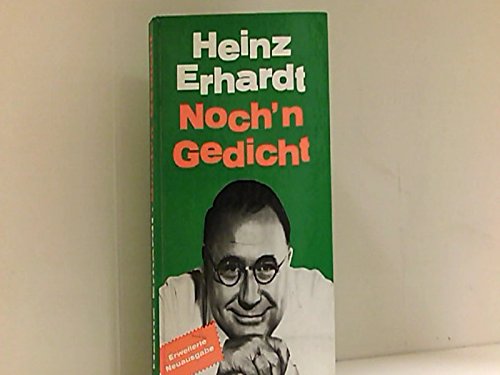 Heinz
Erhardt
Noch'n
Gedicht
Erweiterte
Neuausgabe